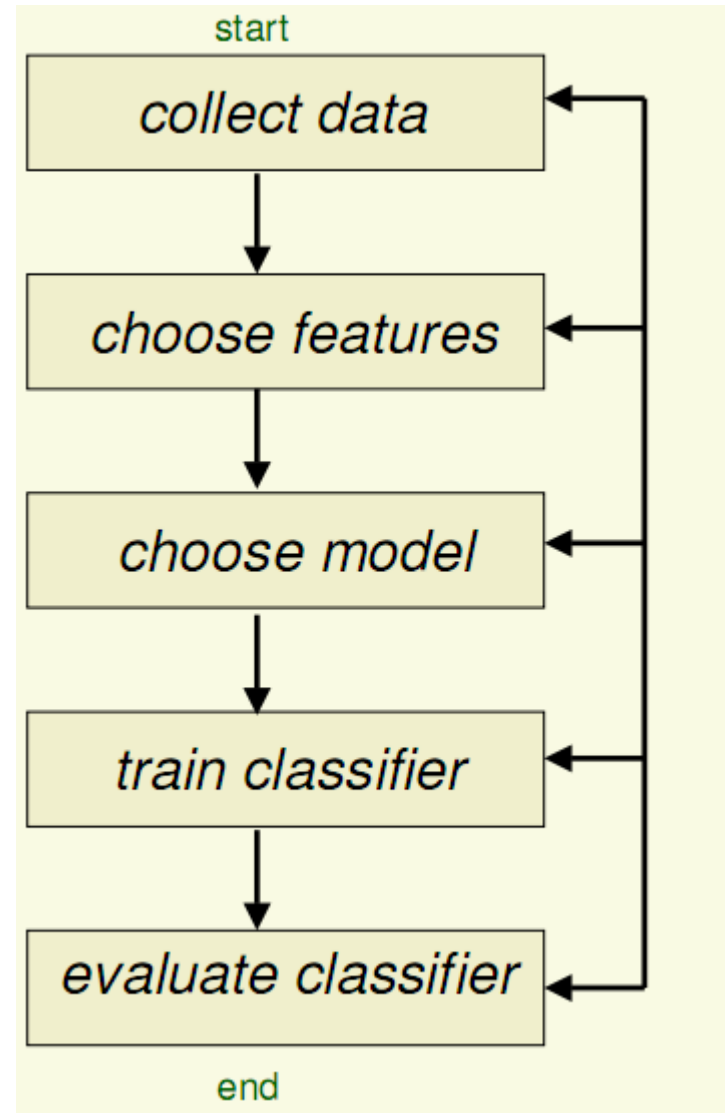 start
collect data
choose features
choose model
train classifier
evaluate classifier
end